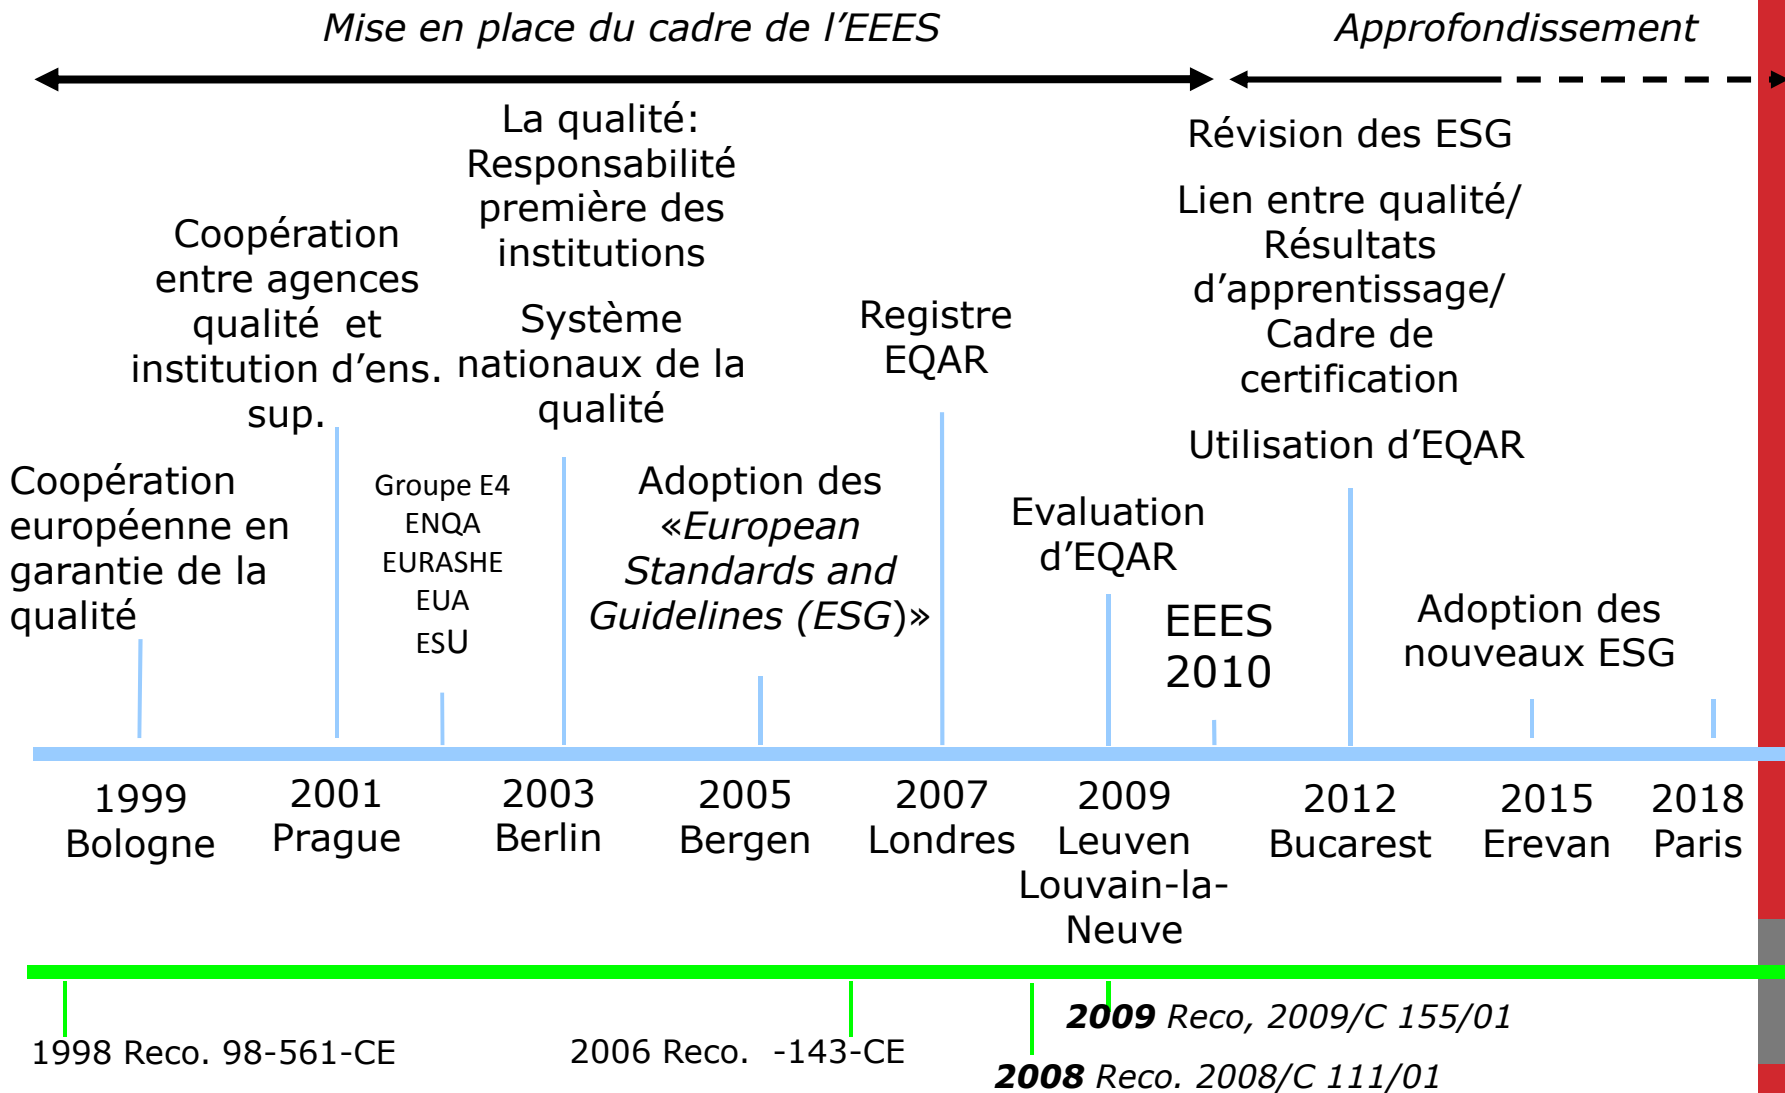 Mise en place du cadre de l’EEES
Approfondissement
La qualité:
Responsabilité
première des
institutions
Système
nationaux de la
qualité
Révision des ESG
Lien entre qualité/
Résultats
d’apprentissage/
Cadre de
certification
Utilisation d’EQAR
Coopération
entre agences
qualité et
institution d’ens.
sup.
Registre
EQAR
Coopération
européenne en
garantie de la
qualité
Groupe E4
ENQA
EURASHE
EUA
ESU
Adoption des
«European
Standards and
Guidelines (ESG)»
Evaluation
d’EQAR
EEES
2010
Adoption des
nouveaux ESG
1999
Bologne
2001
Prague
2003
Berlin
2005
Bergen
2007
Londres
2009
Leuven
Louvain-la-
Neuve
2012
Bucarest
2015
Erevan
2018
Paris
1998 Reco. 98-561-CE
2006 Reco. -143-CE
2009 Reco, 2009/C 155/01
2008 Reco. 2008/C 111/01